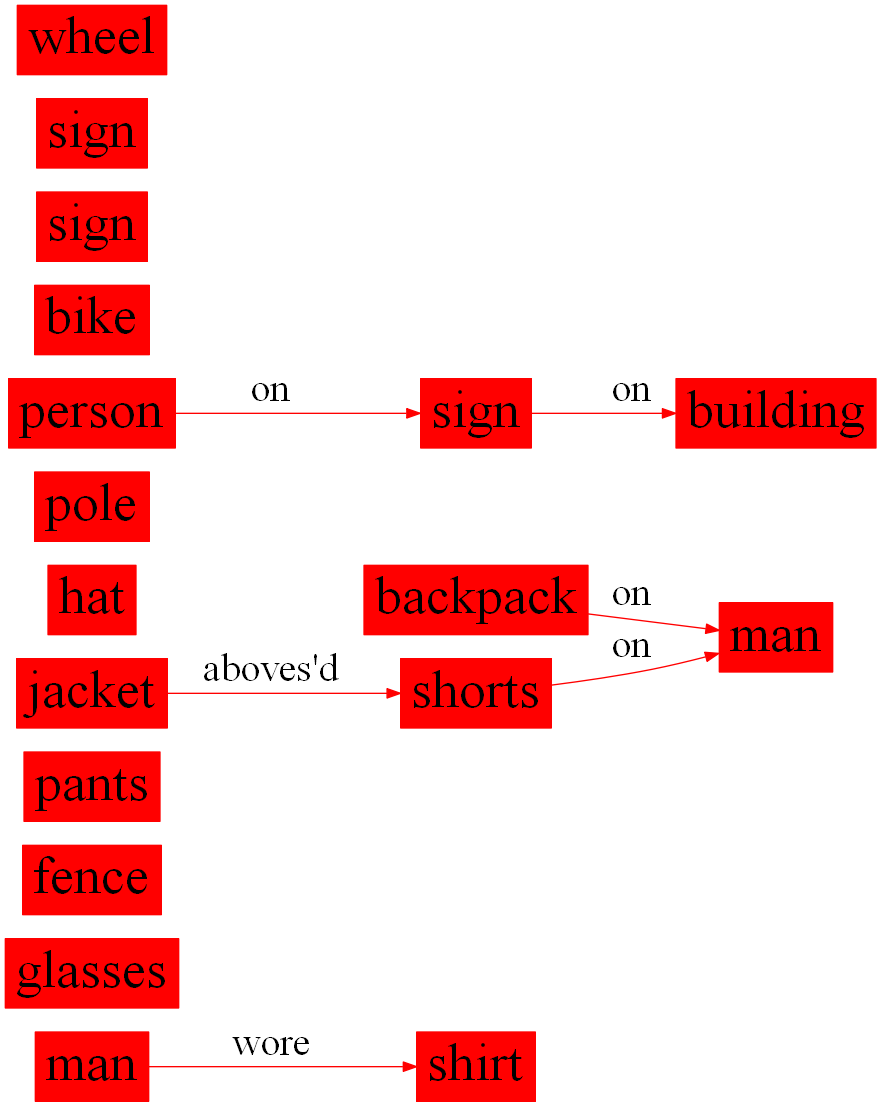 wheel
sign
sign
bike
person on sign on building
pole
hat
backpack on man
jacket aboves'd shorts on
pants
fence
glasses
man wore shirt